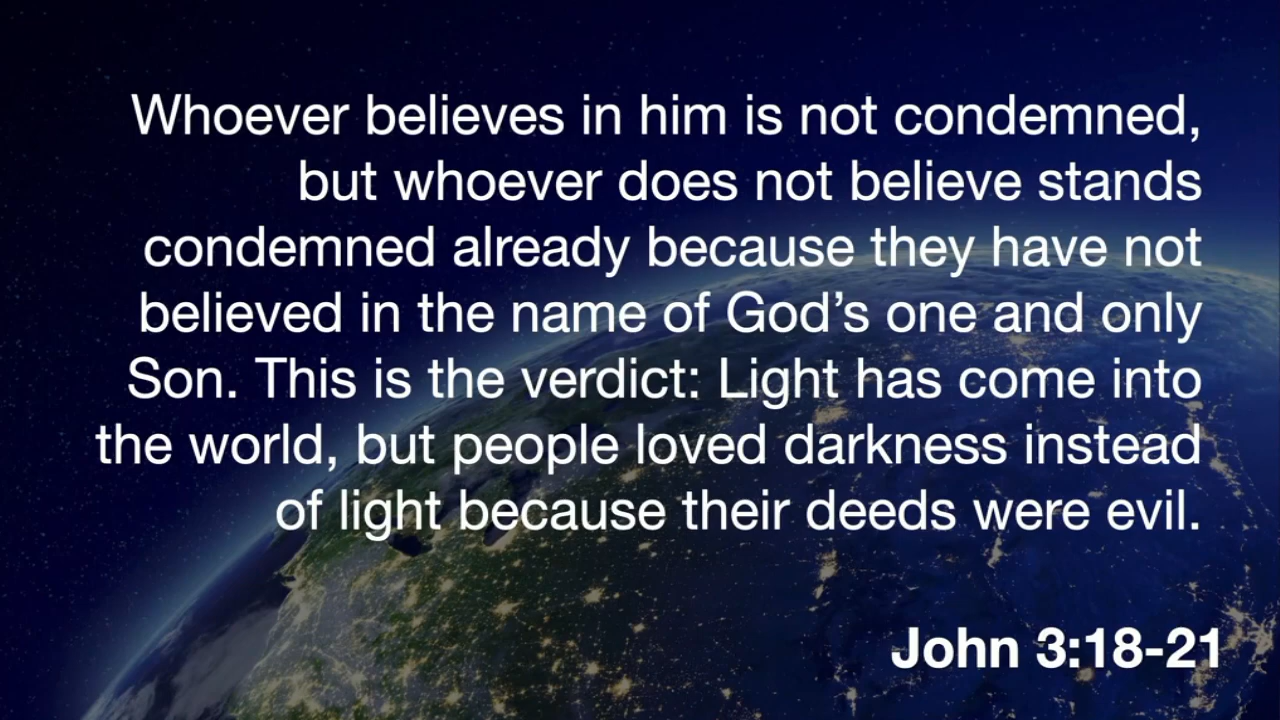 Whoever believes in him is not condemned,
but whoever does not believe stands
condemned already because they have not
believed in the name of God’s one and only
Son. This is the verdict: Light has come into
the world, but people loved darkness instead
of light because their deeds were evil.
John 3:18-21